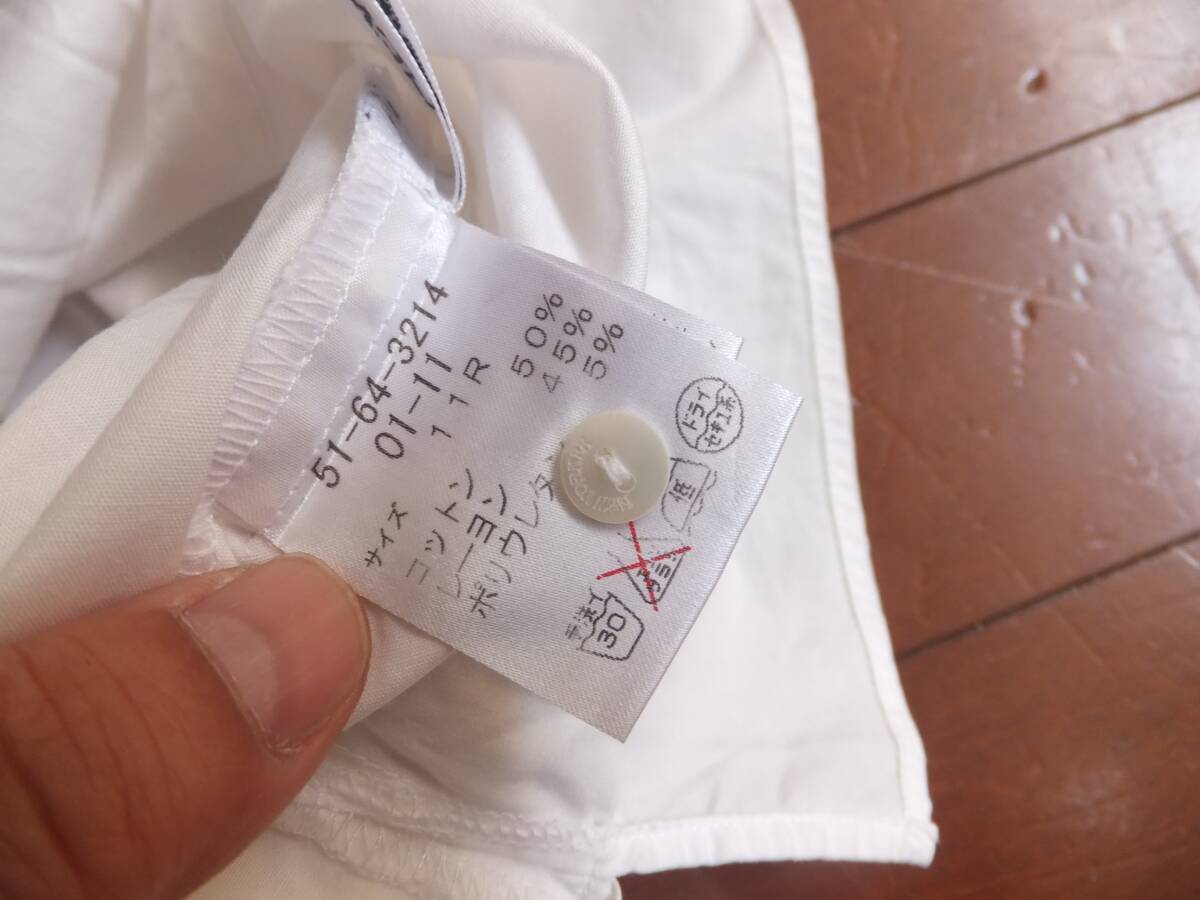 51-64-3214
01-11
サイズ 11R
コットン 50%
レーヨン 45%
ポリウレタン 5%
手洗イ
30
低
ドライ
セキユ系